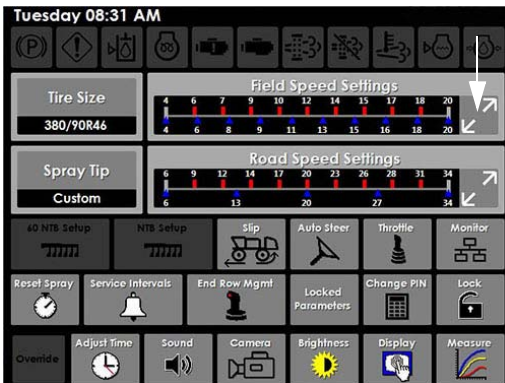 Tuesday 08:31 AM
(P)
Tire Size
380/90R46
Field Speed Settings
4 6 7 9 10 12 14 15 17 18 20
4 6 8 9 11 13 15 16 18 20
Spray Tip
Custom
Road Speed Settings
6 9 12 14 17 20 23 26 28 31 34
6 13 20 27 34
60 NTB Setup
NTB Setup
Slip
Auto Steer
Throttle
Monitor
Reset Spray
Service Intervals
End Row Mgmt
Locked
Parameters
Change PIN
Lock
Override
Adjust Time
Sound
Camera
Brightness
Display
Measure